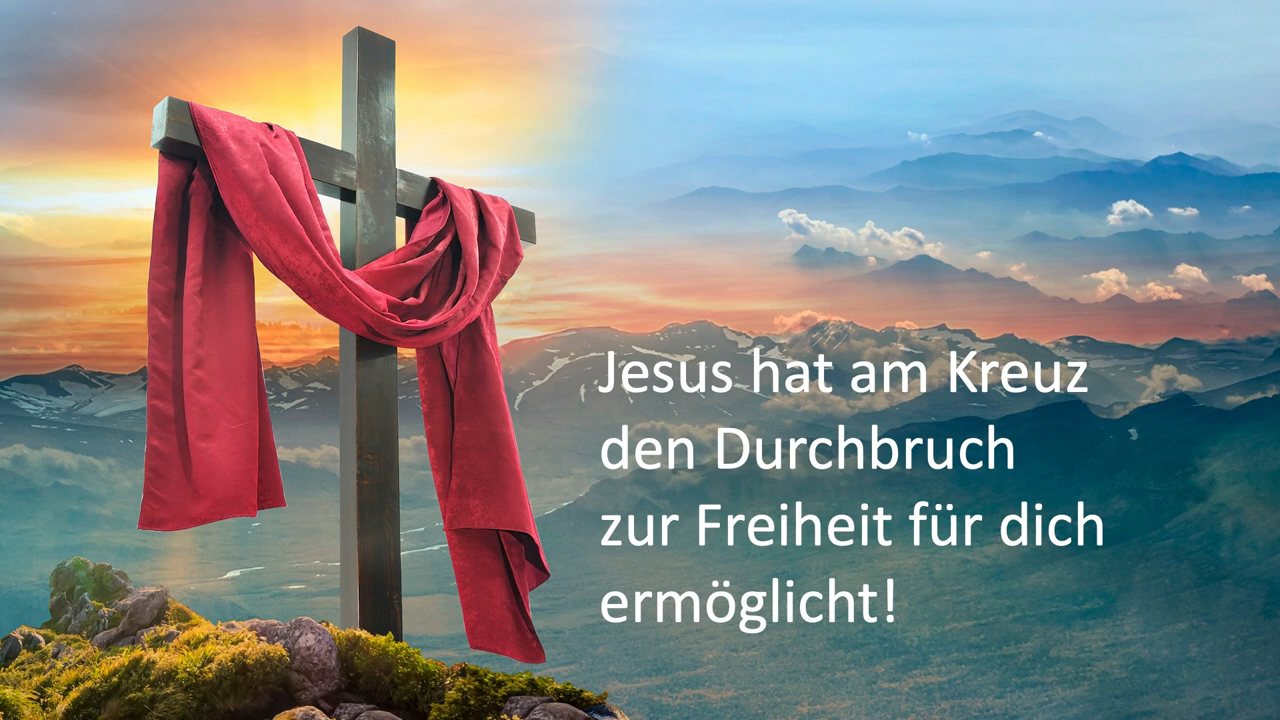 Jesus hat am Kreuz
den Durchbruch
zur Freiheit für dich
ermöglicht!